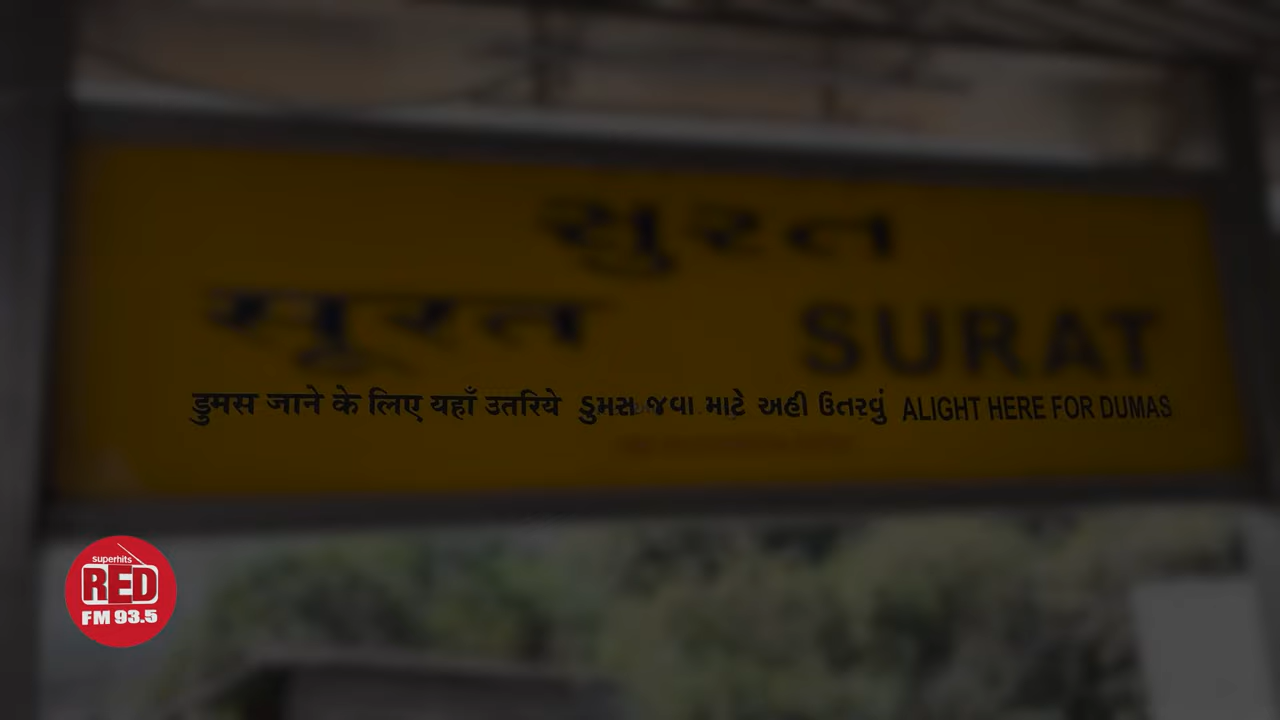 સુરત
सूरत SURAT
डुमस जाने के लिए यहाँ उतरिये ડુમસ જવા માટે અહી ઉતરવું ALIGHT HERE FOR DUMAS
superhits
RED
FM 93.5